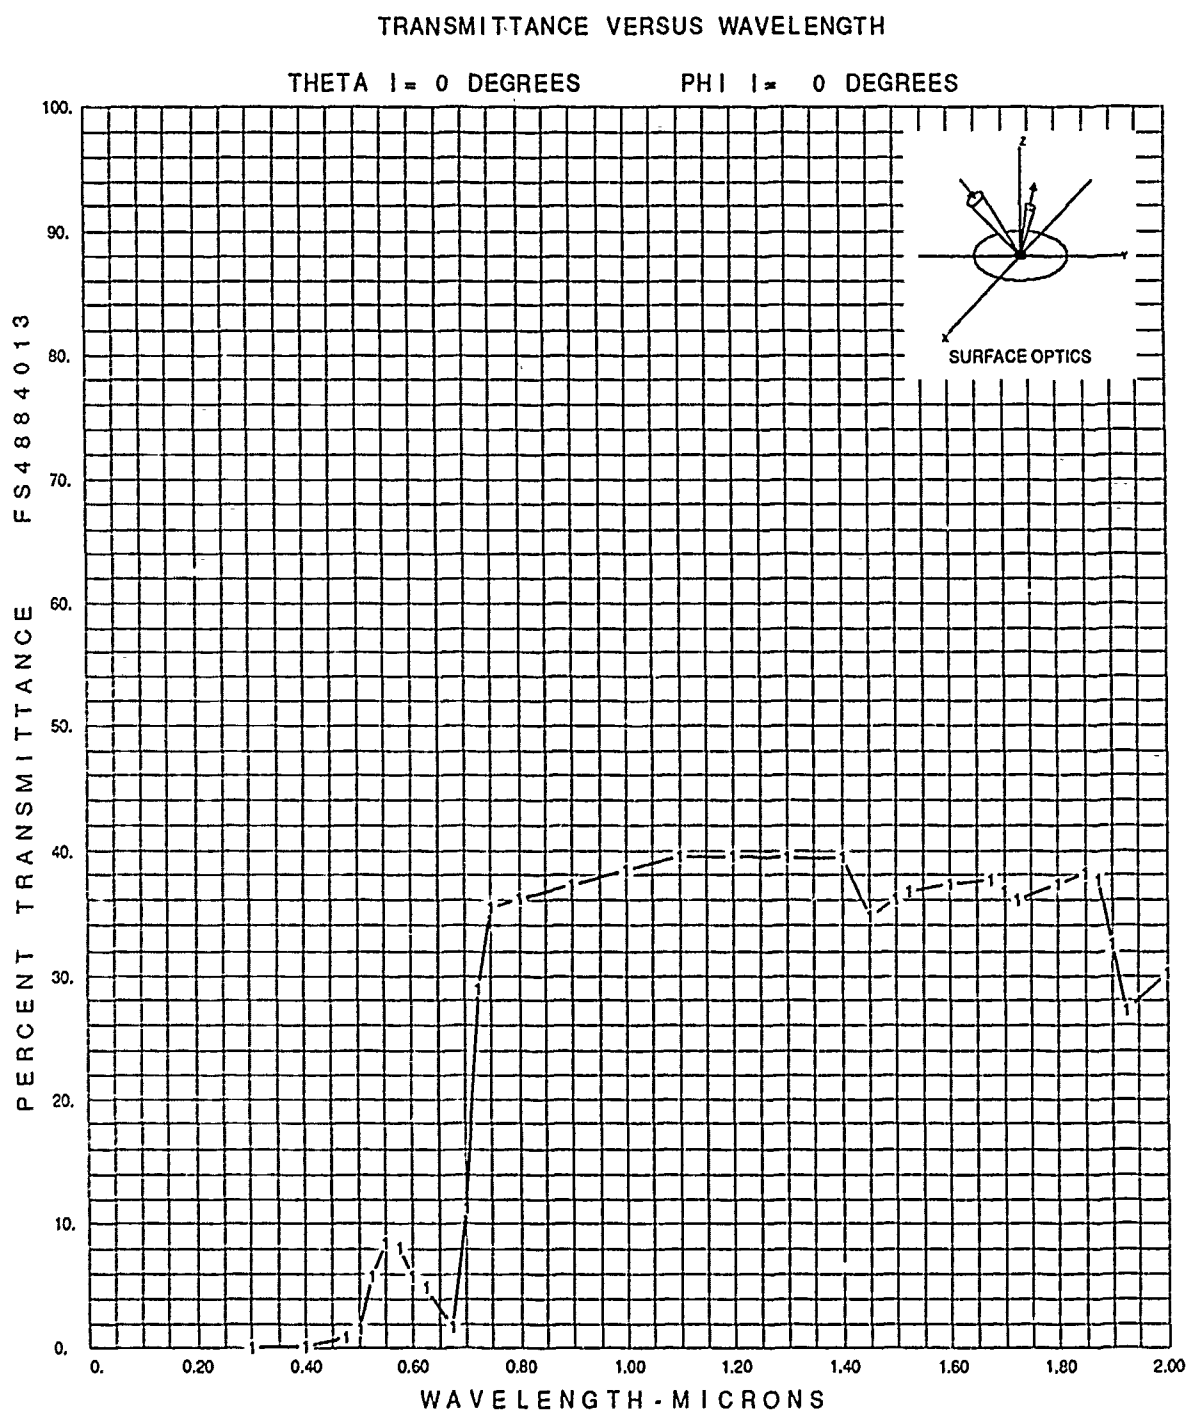 TRANSMITTANCE VERSUS WAVELENGTH
THETA I= 0 DEGREES PHI I= 0 DEGREES
PERCENT TRANSMITTANCE - FS4884013
100.
90.
80.
70.
60.
50.
40.
30.
20.
10.
0.
Z
Y
X
SURFACE OPTICS
0. 0.20 0.40 0.60 0.80 1.00 1.20 1.40 1.60 1.80 2.00
WAVELENGTH-MICRONS